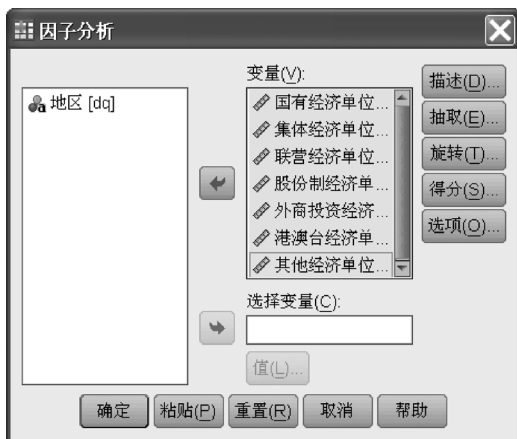 因子分析
变量(V):
地区 [dq]
国有经济单位...
集体经济单位...
联营经济单位...
股份制经济单...
外商投资经济...
港澳台经济单...
其他经济单位...
描述(D)...
抽取(E)...
旋转(T)...
得分(S)...
选项(O)...
选择变量(C):
值(L)...
确定 粘贴(P) 重置(R) 取消 帮助